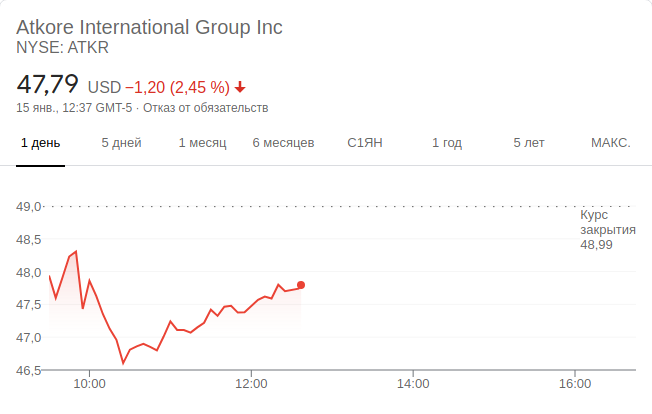 Atkore International Group Inc
NYSE: ATKR
47,79 USD −1,20 (2,45 %)
15 янв., 12:37 GMT-5 · Отказ от обязательств
1 день 5 дней 1 месяц 6 месяцев С1ЯН 1 год 5 лет МАКС.
49,0
Курс
закрытия
48,99
48,5
48,0
47,5
47,0
46,5
10:00 12:00 14:00 16:00